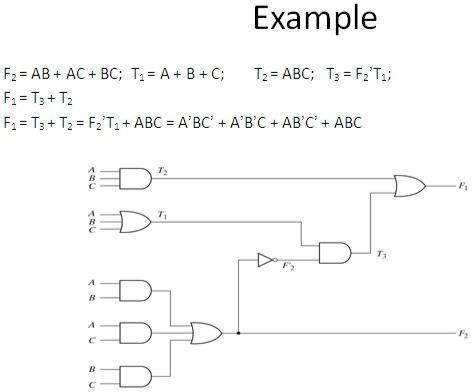 Example
F₂ = AB + AC + BC; T₁ = A + B + C; T₂ = ABC; T₃ = F₂'T₁;
F₁ = T₃ + T₂
F₁ = T₃ + T₂ = F₂'T₁ + ABC = A'BC' + A'B'C + AB'C' + ABC
A
B
C
T₂
F₁
A
B
C
T₁
T₃
F'₂
A
B
A
C
F₂
B
C